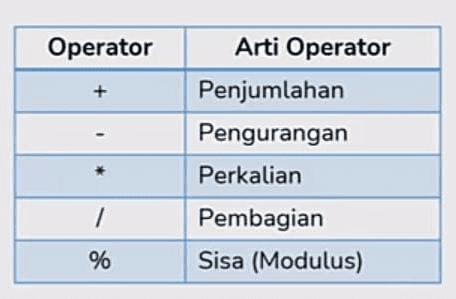 Operator Arti Operator
+ Penjumlahan
- Pengurangan
* Perkalian
/ Pembagian
% Sisa (Modulus)